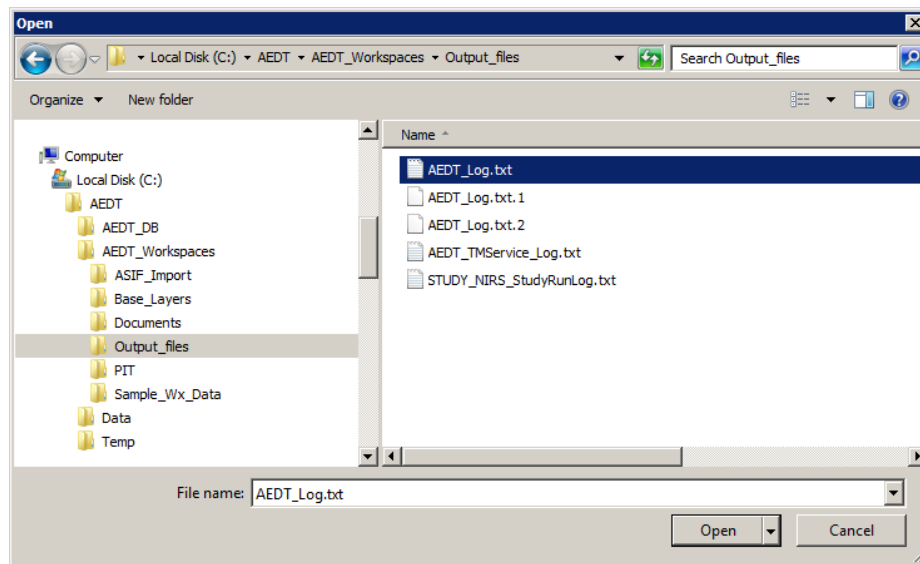 Open
Local Disk (C:) AEDT AEDT_Workspaces Output_files Search Output_files
Organize New folder
Name
Computer
Local Disk (C:)
AEDT
AEDT_DB
AEDT_Workspaces
ASIF_Import
Base_Layers
Documents
Output_files
PIT
Sample_Wx_Data
Data
Temp
AEDT_Log.txt
AEDT_Log.txt.1
AEDT_Log.txt.2
AEDT_TMService_Log.txt
STUDY_NIRS_StudyRunLog.txt
File name: AEDT_Log.txt
Open Cancel